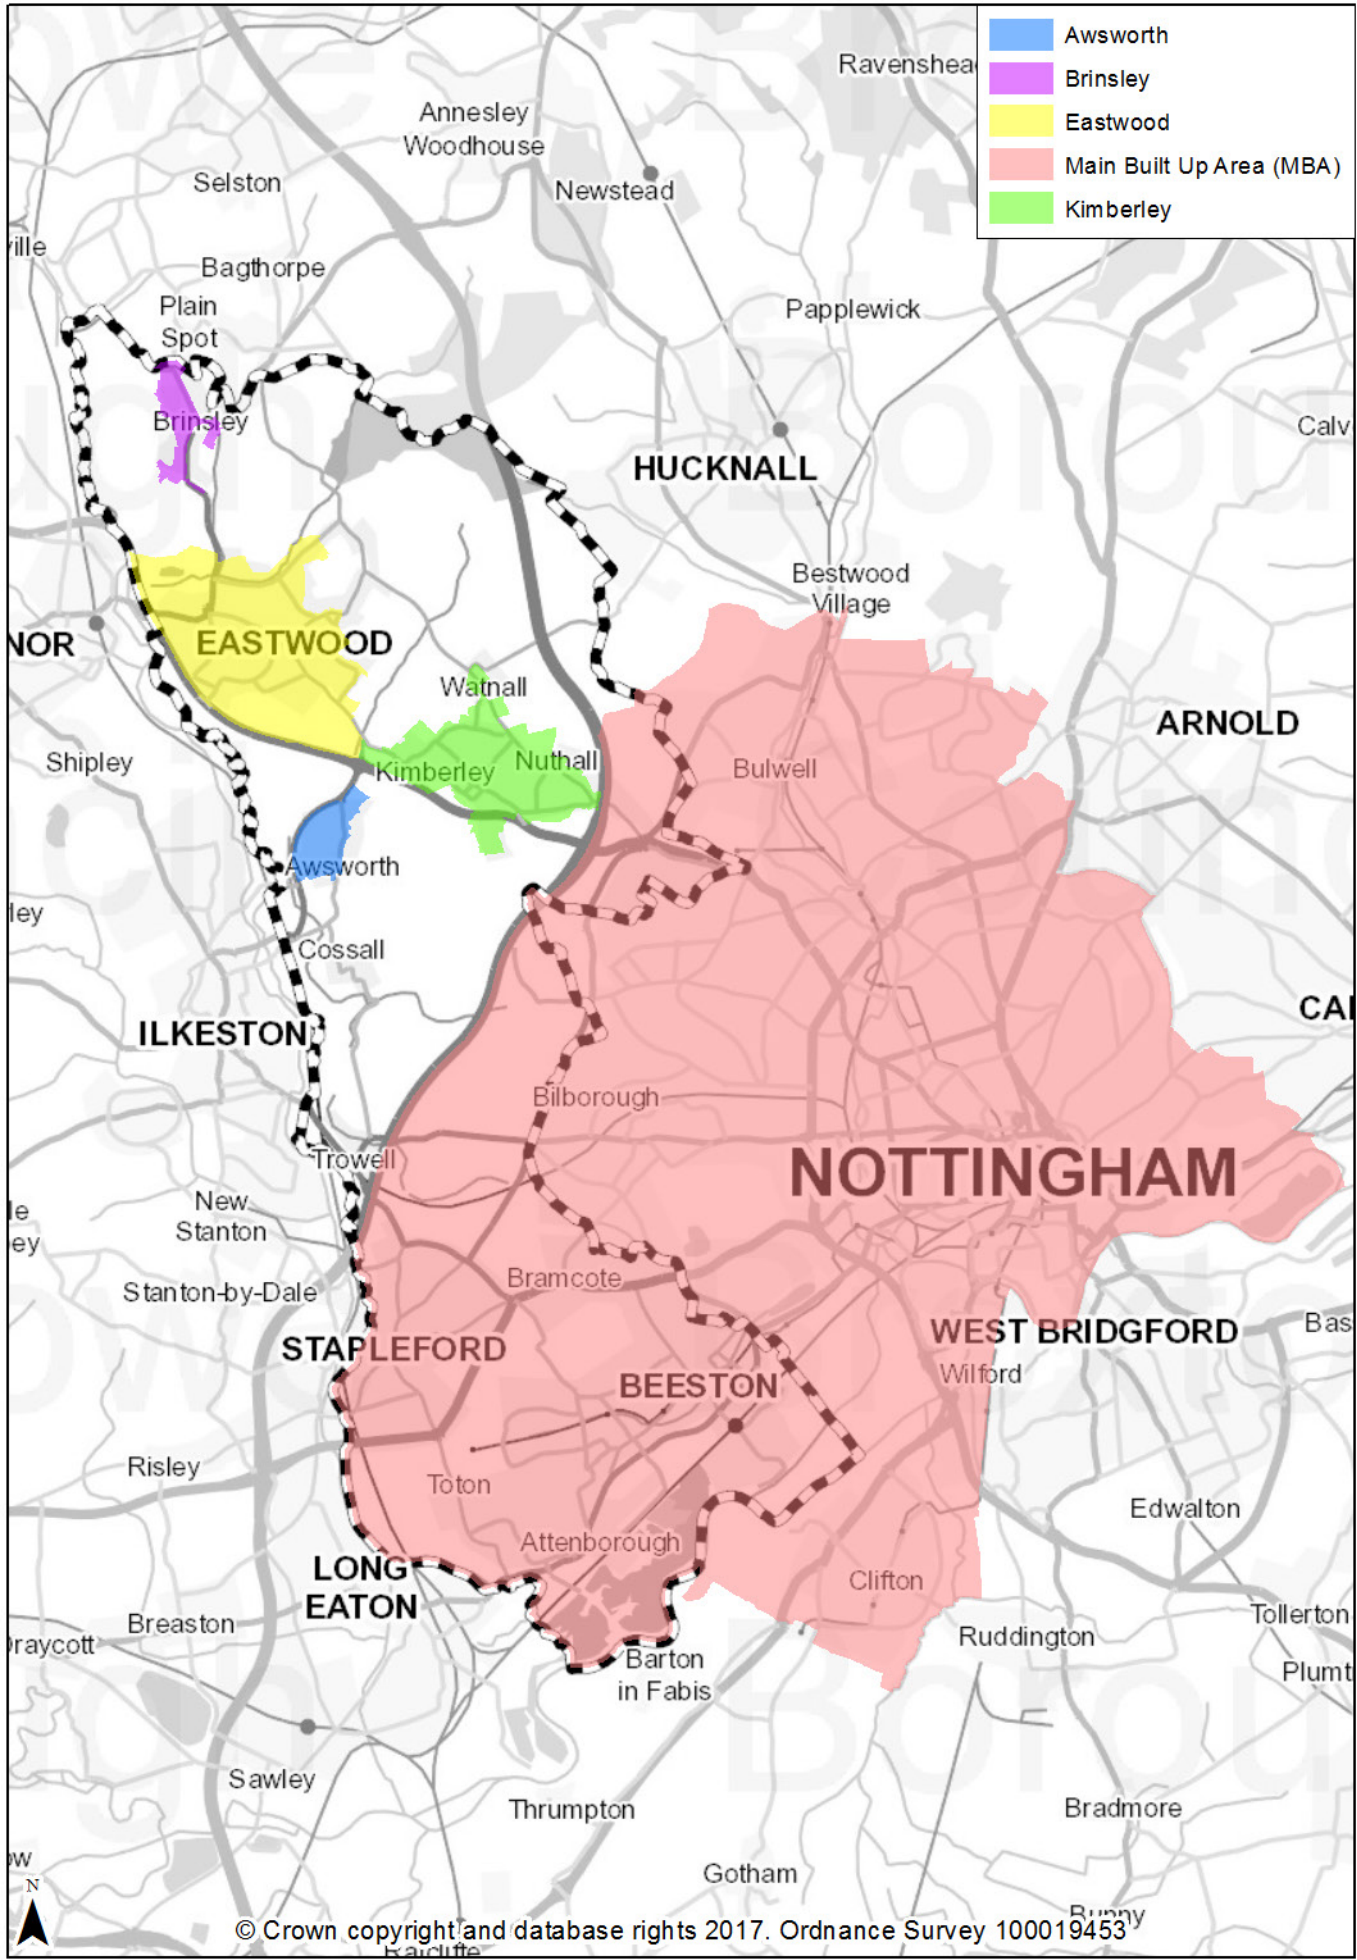 Awsworth
Brinsley
Eastwood
Main Built Up Area (MBA)
Kimberley
Annesley
Woodhouse
Selston
Newstead
Bagthorpe
Plain
Spot
Papplewick
Brinsley
HUCKNALL
Bestwood
Village
EASTWOOD
Watnall
ARNOLD
Shipley
Kimberley
Nuthall
Bulwell
Awsworth
Cossall
ILKESTON
Bilborough
Trowell
NOTTINGHAM
New
Stanton
Stanton-by-Dale
Bramcote
STAPLEFORD
WEST BRIDGFORD
BEESTON
Wilford
Risley
Toton
Edwalton
Attenborough
LONG
EATON
Clifton
Breaston
Tollerton
Ruddington
Barton
in Fabis
Sawley
Thrumpton
Bradmore
Gotham
Bunny
N
© Crown copyright and database rights 2017. Ordnance Survey 100019453